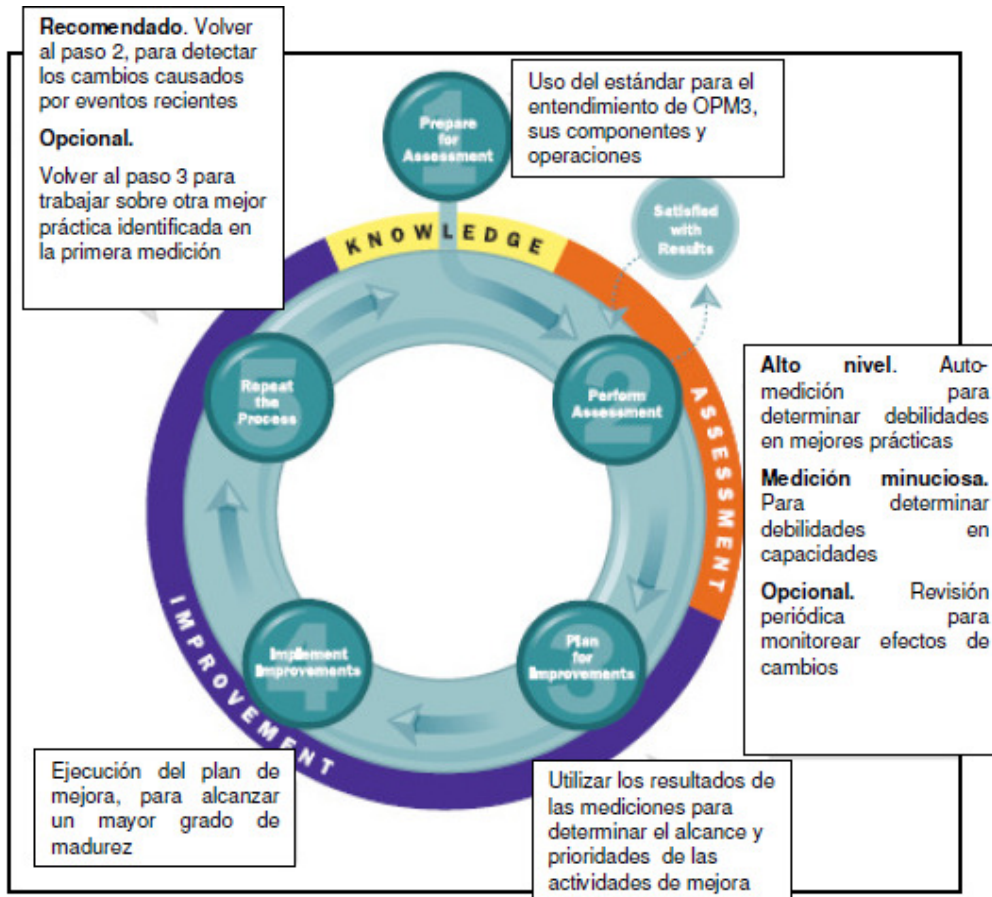 Recomendado. Volver
al paso 2, para detectar
los cambios causados
por eventos recientes
Opcional.
Volver al paso 3 para
trabajar sobre otra mejor
práctica identificada en
la primera medición
1
Prepare
for
Assessment
Uso del estándar para el
entendimiento de OPM3,
sus componentes y
operaciones
Satisfied
with
Results
KNOWLEDGE
ASSESSMENT
IMPROVEMENT
2
Perform
Assessment
Alto nivel. Auto-
medición para
determinar debilidades
en mejores prácticas
Medición minuciosa.
Para determinar
debilidades en
capacidades
Opcional. Revisión
periódica para
monitorear efectos de
cambios
5
Repeat
the
Process
4
Implement
Improvements
3
Plan
for
Improvements
Ejecución del plan de
mejora, para alcanzar
un mayor grado de
madurez
Utilizar los resultados de
las mediciones para
determinar el alcance y
prioridades de las
actividades de mejora